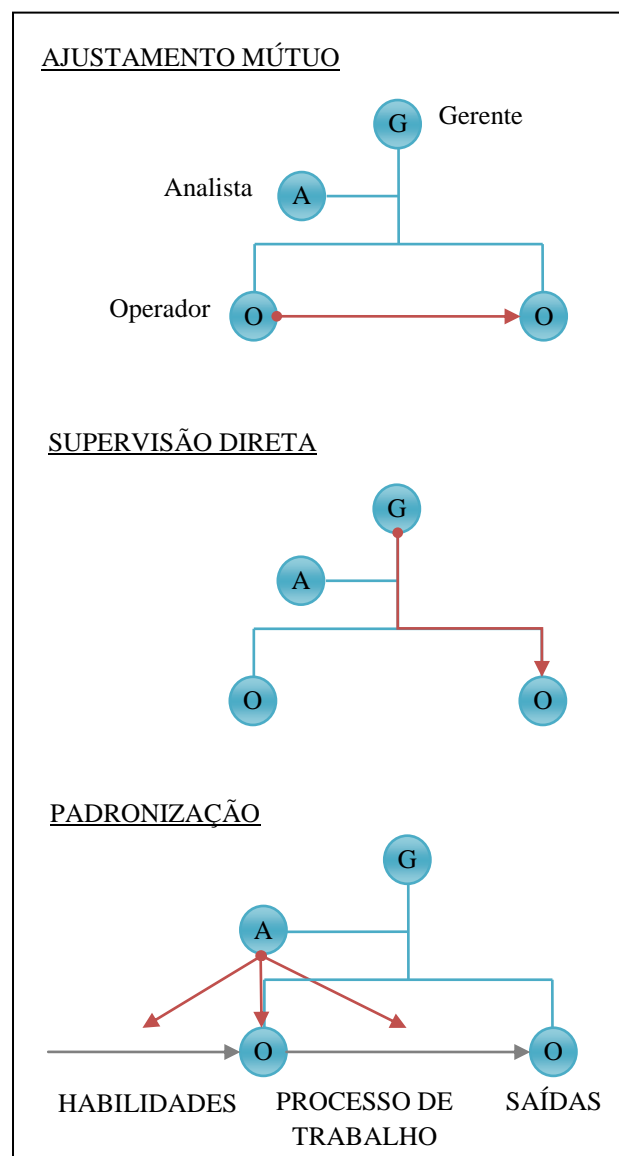 AJUSTAMENTO MÚTUO
G Gerente
Analista A
Operador O O
SUPERVISÃO DIRETA
G
A
O O
PADRONIZAÇÃO
G
A
O O
HABILIDADES PROCESSO DE SAÍDAS
TRABALHO